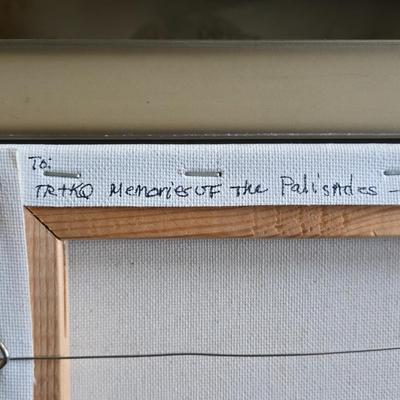 To:
TR+KQ Memories OF The Palisades -